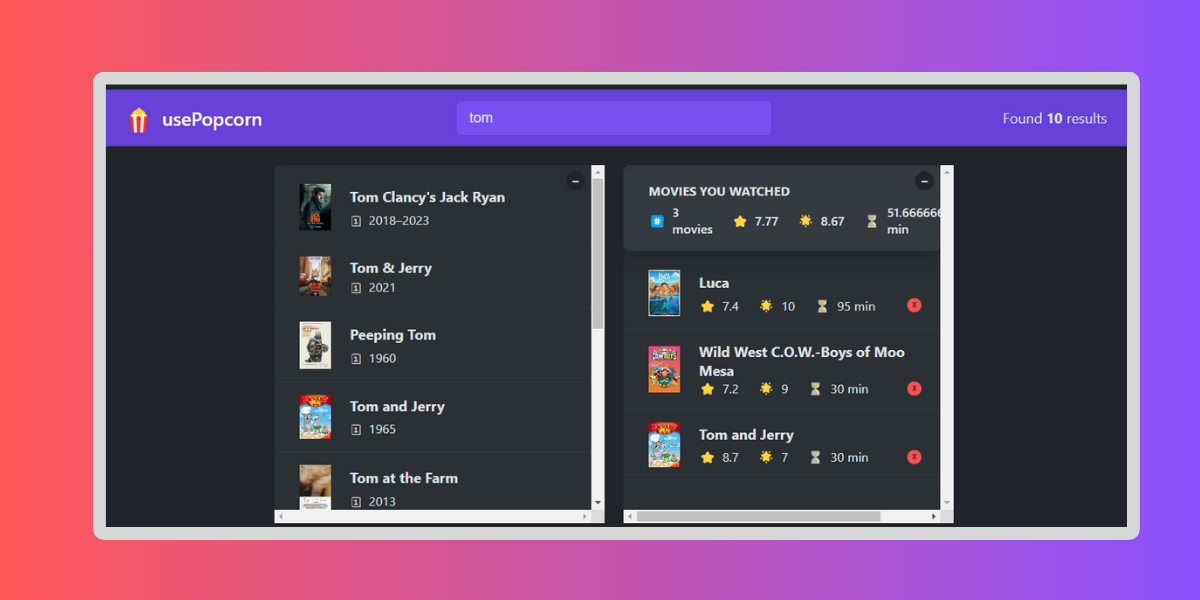 usePopcorn
tom
Found 10 results
Tom Clancy's Jack Ryan
2018–2023
Tom & Jerry
2021
Peeping Tom
1960
Tom and Jerry
1965
Tom at the Farm
2013
MOVIES YOU WATCHED
3
movies
7.77
8.67
51.666666
min
Luca
7.4 10 95 min
Wild West C.O.W.-Boys of Moo
Mesa
7.2 9 30 min
Tom and Jerry
8.7 7 30 min